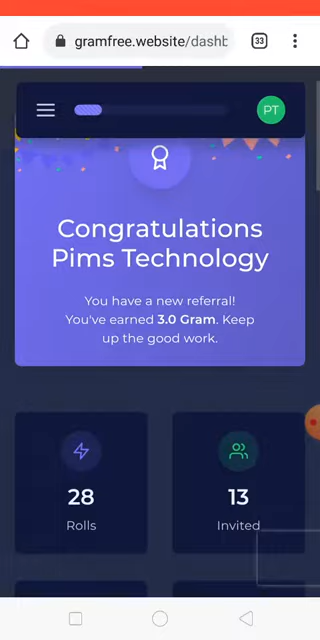 gramfree.website/dashb
33
PT
Congratulations
Pims Technology
You have a new referral!
You've earned 3.0 Gram. Keep
up the good work.
28
13
Rolls
Invited